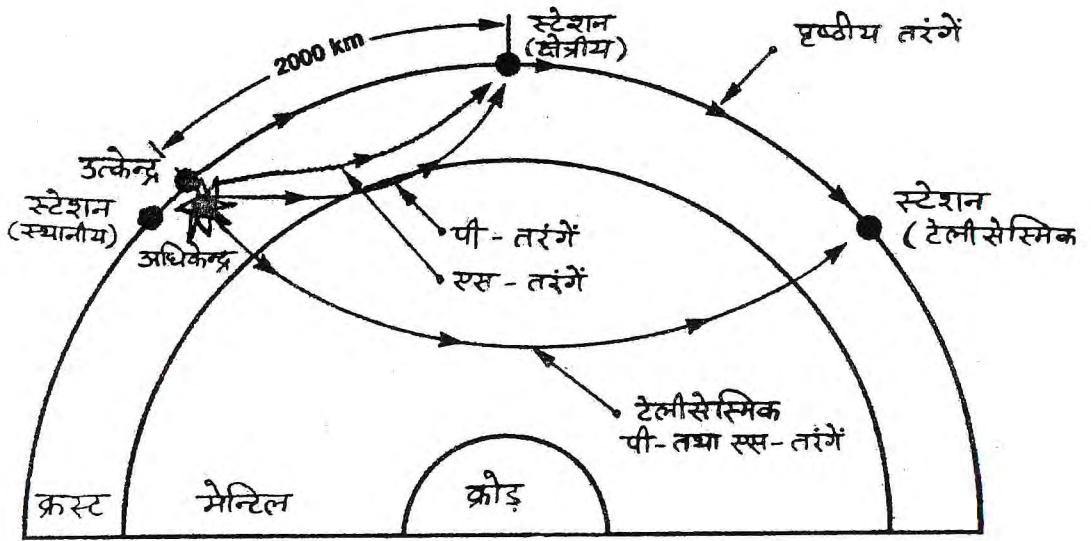 स्टेशन
(क्षेत्रीय)
पृष्ठीय तरंगें
2000 km
उत्केन्द्र
स्टेशन
(स्थानीय)
अधिकेन्द्र
स्टेशन
(टेलीसेस्मिक
पी-तरंगें
एस-तरंगें
टेलीसेस्मिक
पी-तथा एस-तरंगें
क्रस्ट
मेन्टिल
क्रोड़